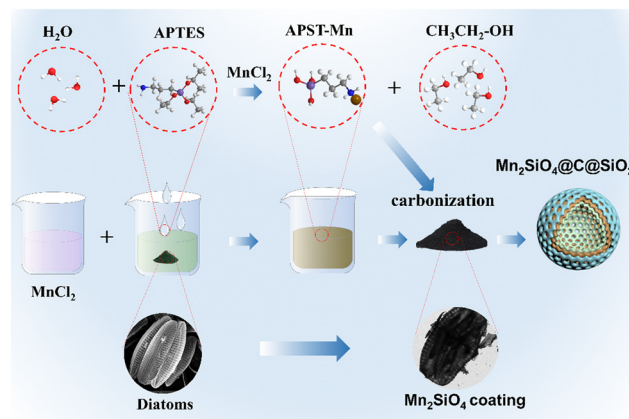 H₂O
APTES
APST-Mn
CH₃CH₂-OH
+
MnCl₂
+
Mn₂SiO₄@C@SiO₂
carbonization
+
MnCl₂
Diatoms
Mn₂SiO₄ coating